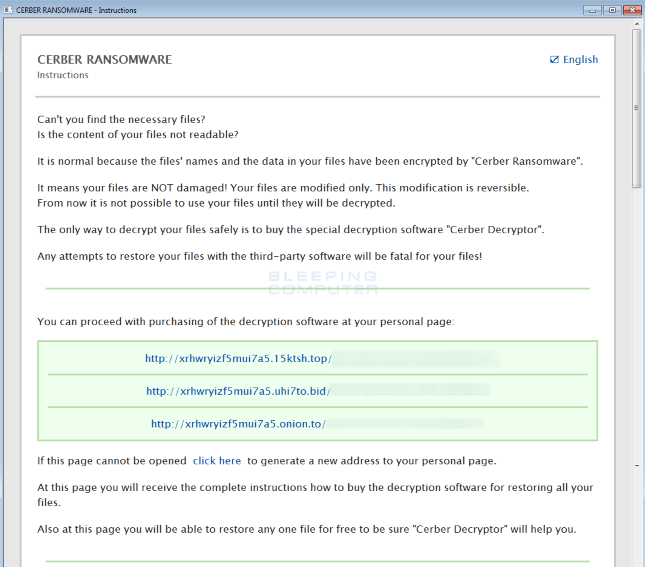 CERBER RANSOMWARE - Instructions
CERBER RANSOMWARE
English
Instructions
Can't you find the necessary files?
Is the content of your files not readable?
It is normal because the files' names and the data in your files have been encrypted by "Cerber Ransomware".
It means your files are NOT damaged! Your files are modified only. This modification is reversible.
From now it is not possible to use your files until they will be decrypted.
The only way to decrypt your files safely is to buy the special decryption software "Cerber Decryptor".
Any attempts to restore your files with the third-party software will be fatal for your files!
BLEEPING
COMPUTER
You can proceed with purchasing of the decryption software at your personal page:
http://xrhwryizf5mui7a5.15ktsh.top/
http://xrhwryizf5mui7a5.uhi7to.bid/
http://xrhwryizf5mui7a5.onion.to/
If this page cannot be opened click here to generate a new address to your personal page.
At this page you will receive the complete instructions how to buy the decryption software for restoring all your
files.
Also at this page you will be able to restore any one file for free to be sure "Cerber Decryptor" will help you.